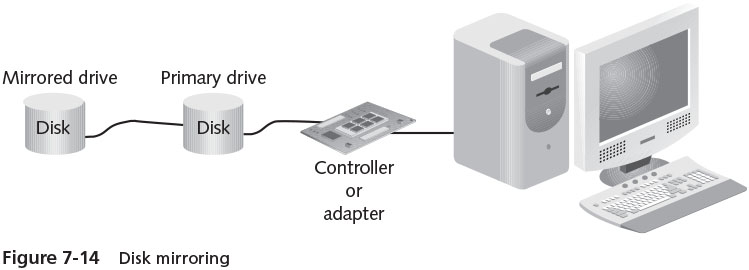 Mirrored drive
Primary drive
Disk
Disk
Controller
or
adapter
Figure 7-14 Disk mirroring